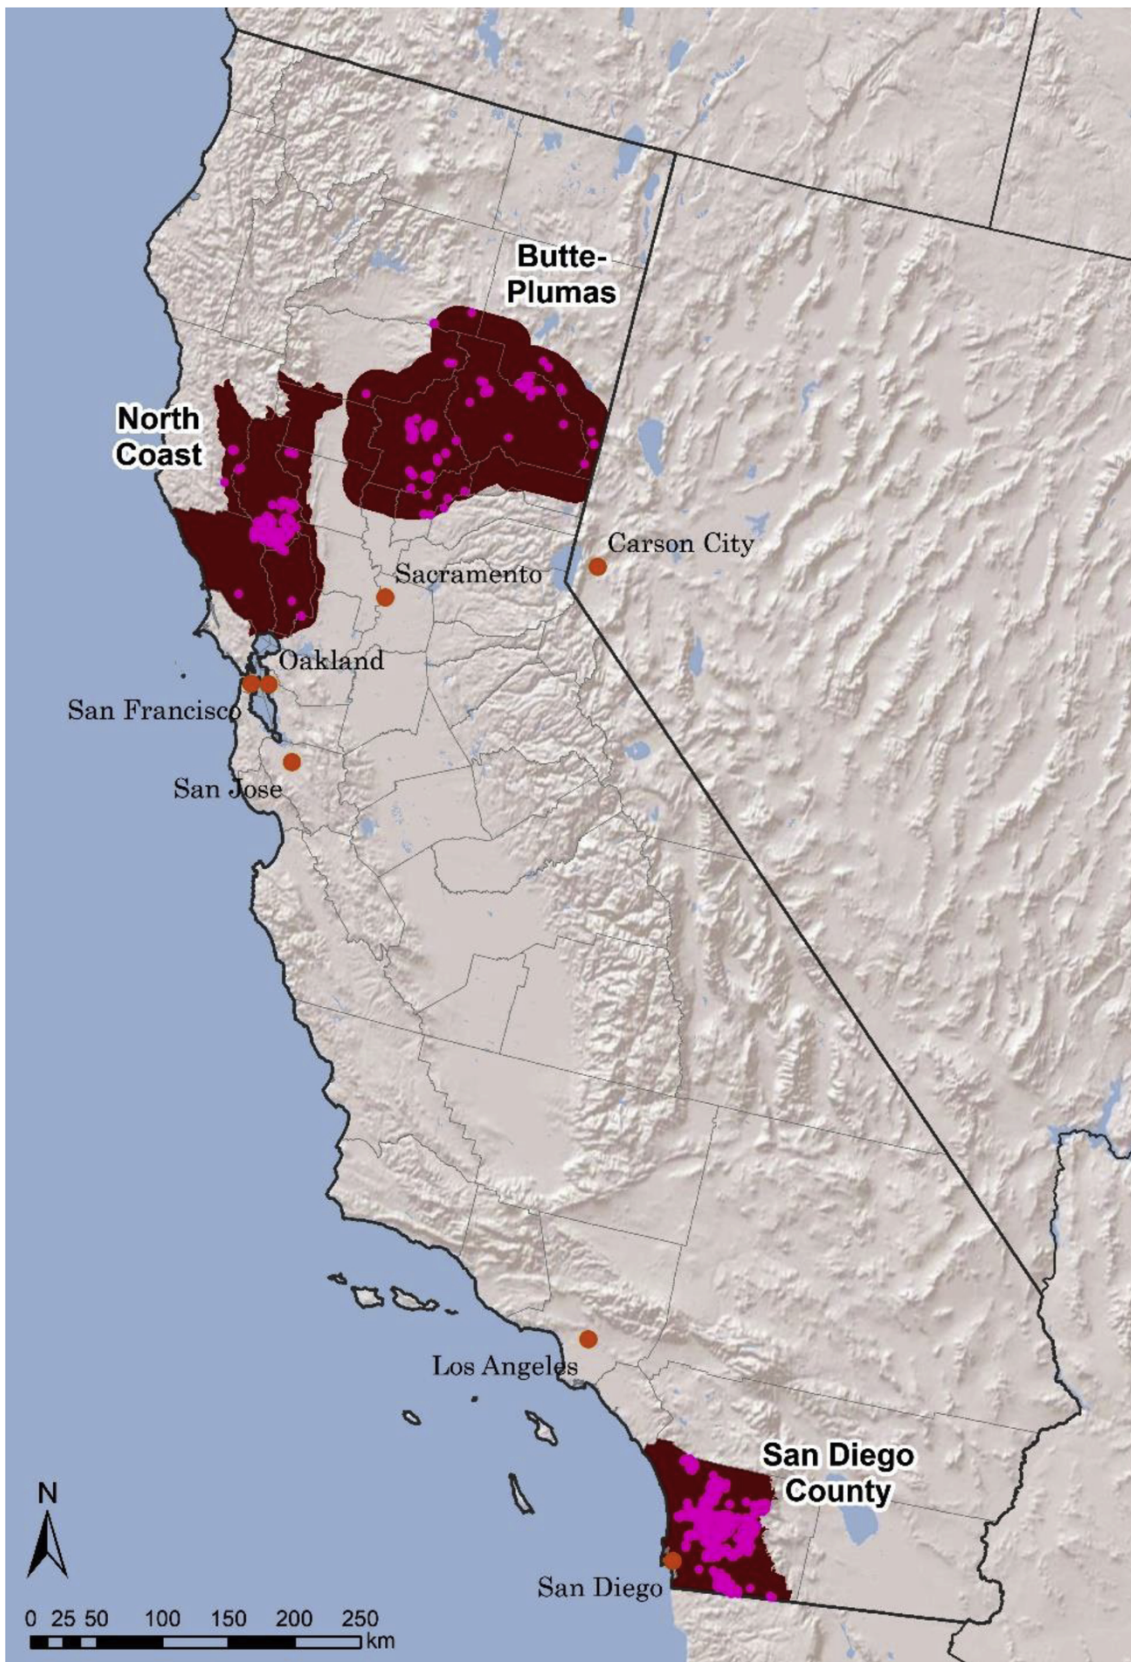 Butte-
Plumas
North
Coast
Carson City
Sacramento
Oakland
San Francisco
San Jose
Los Angeles
San Diego
County
San Diego
N
0 25 50 100 150 200 250
km